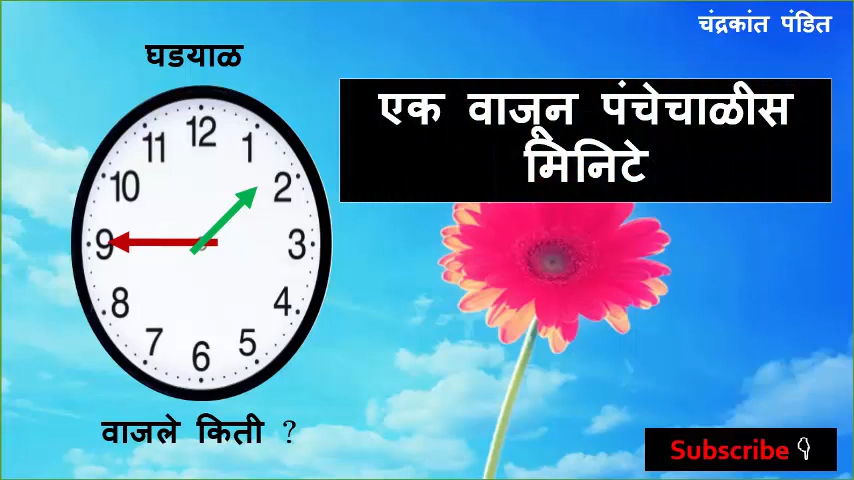 चंद्रकांत पंडित
घडयाळ
एक वाजून पंचेचाळीस
मिनिटे
12
11
1
10
2
9
3
8
4
7
5
6
वाजले किती ?
Subscribe